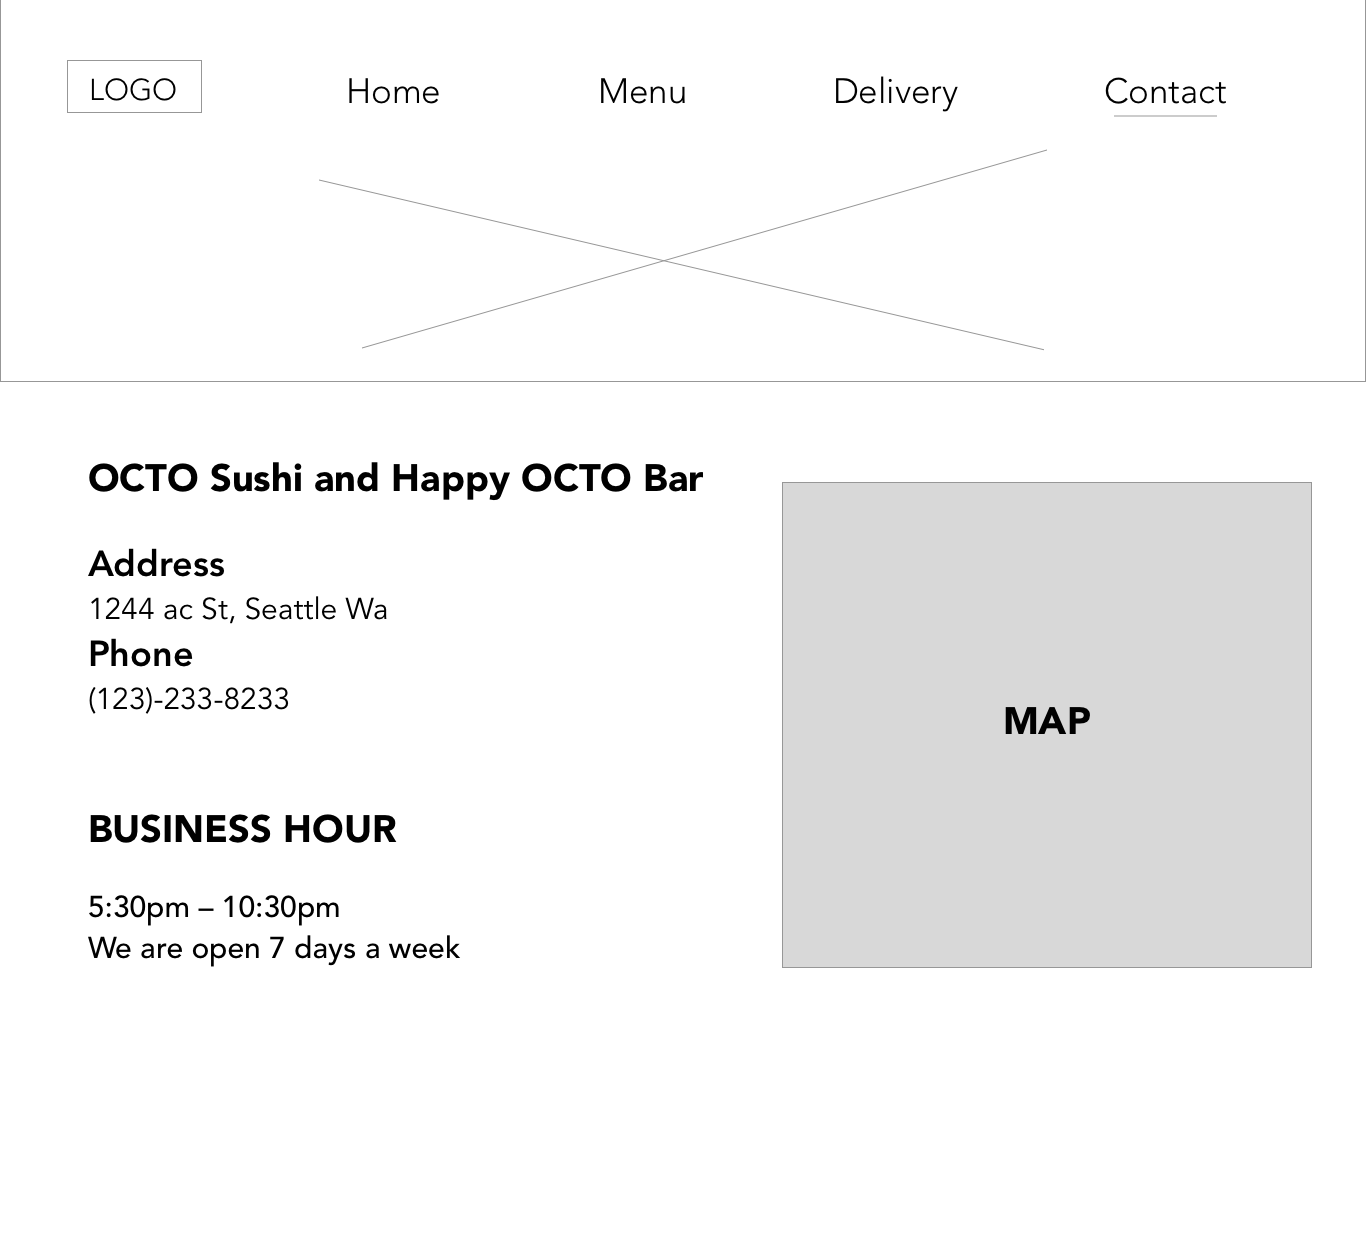 LOGO Home Menu Delivery Contact
OCTO Sushi and Happy OCTO Bar
Address
1244 ac St, Seattle Wa
Phone
(123)-233-8233
MAP
BUSINESS HOUR
5:30pm – 10:30pm
We are open 7 days a week